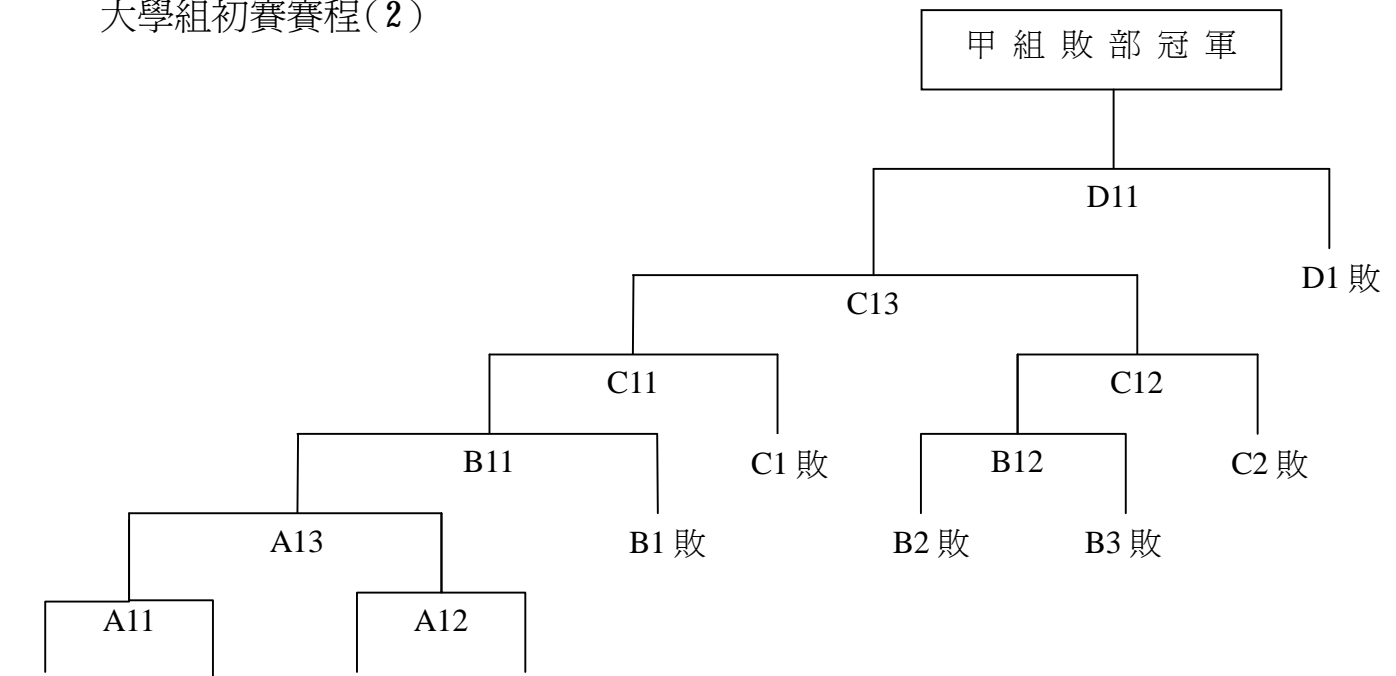 大學組初賽賽程(2)
甲組敗部冠軍
D11
D1 敗
C13
C11
C12
B11
C1 敗
B12
C2 敗
A13
B1 敗
B2 敗
B3 敗
A11
A12